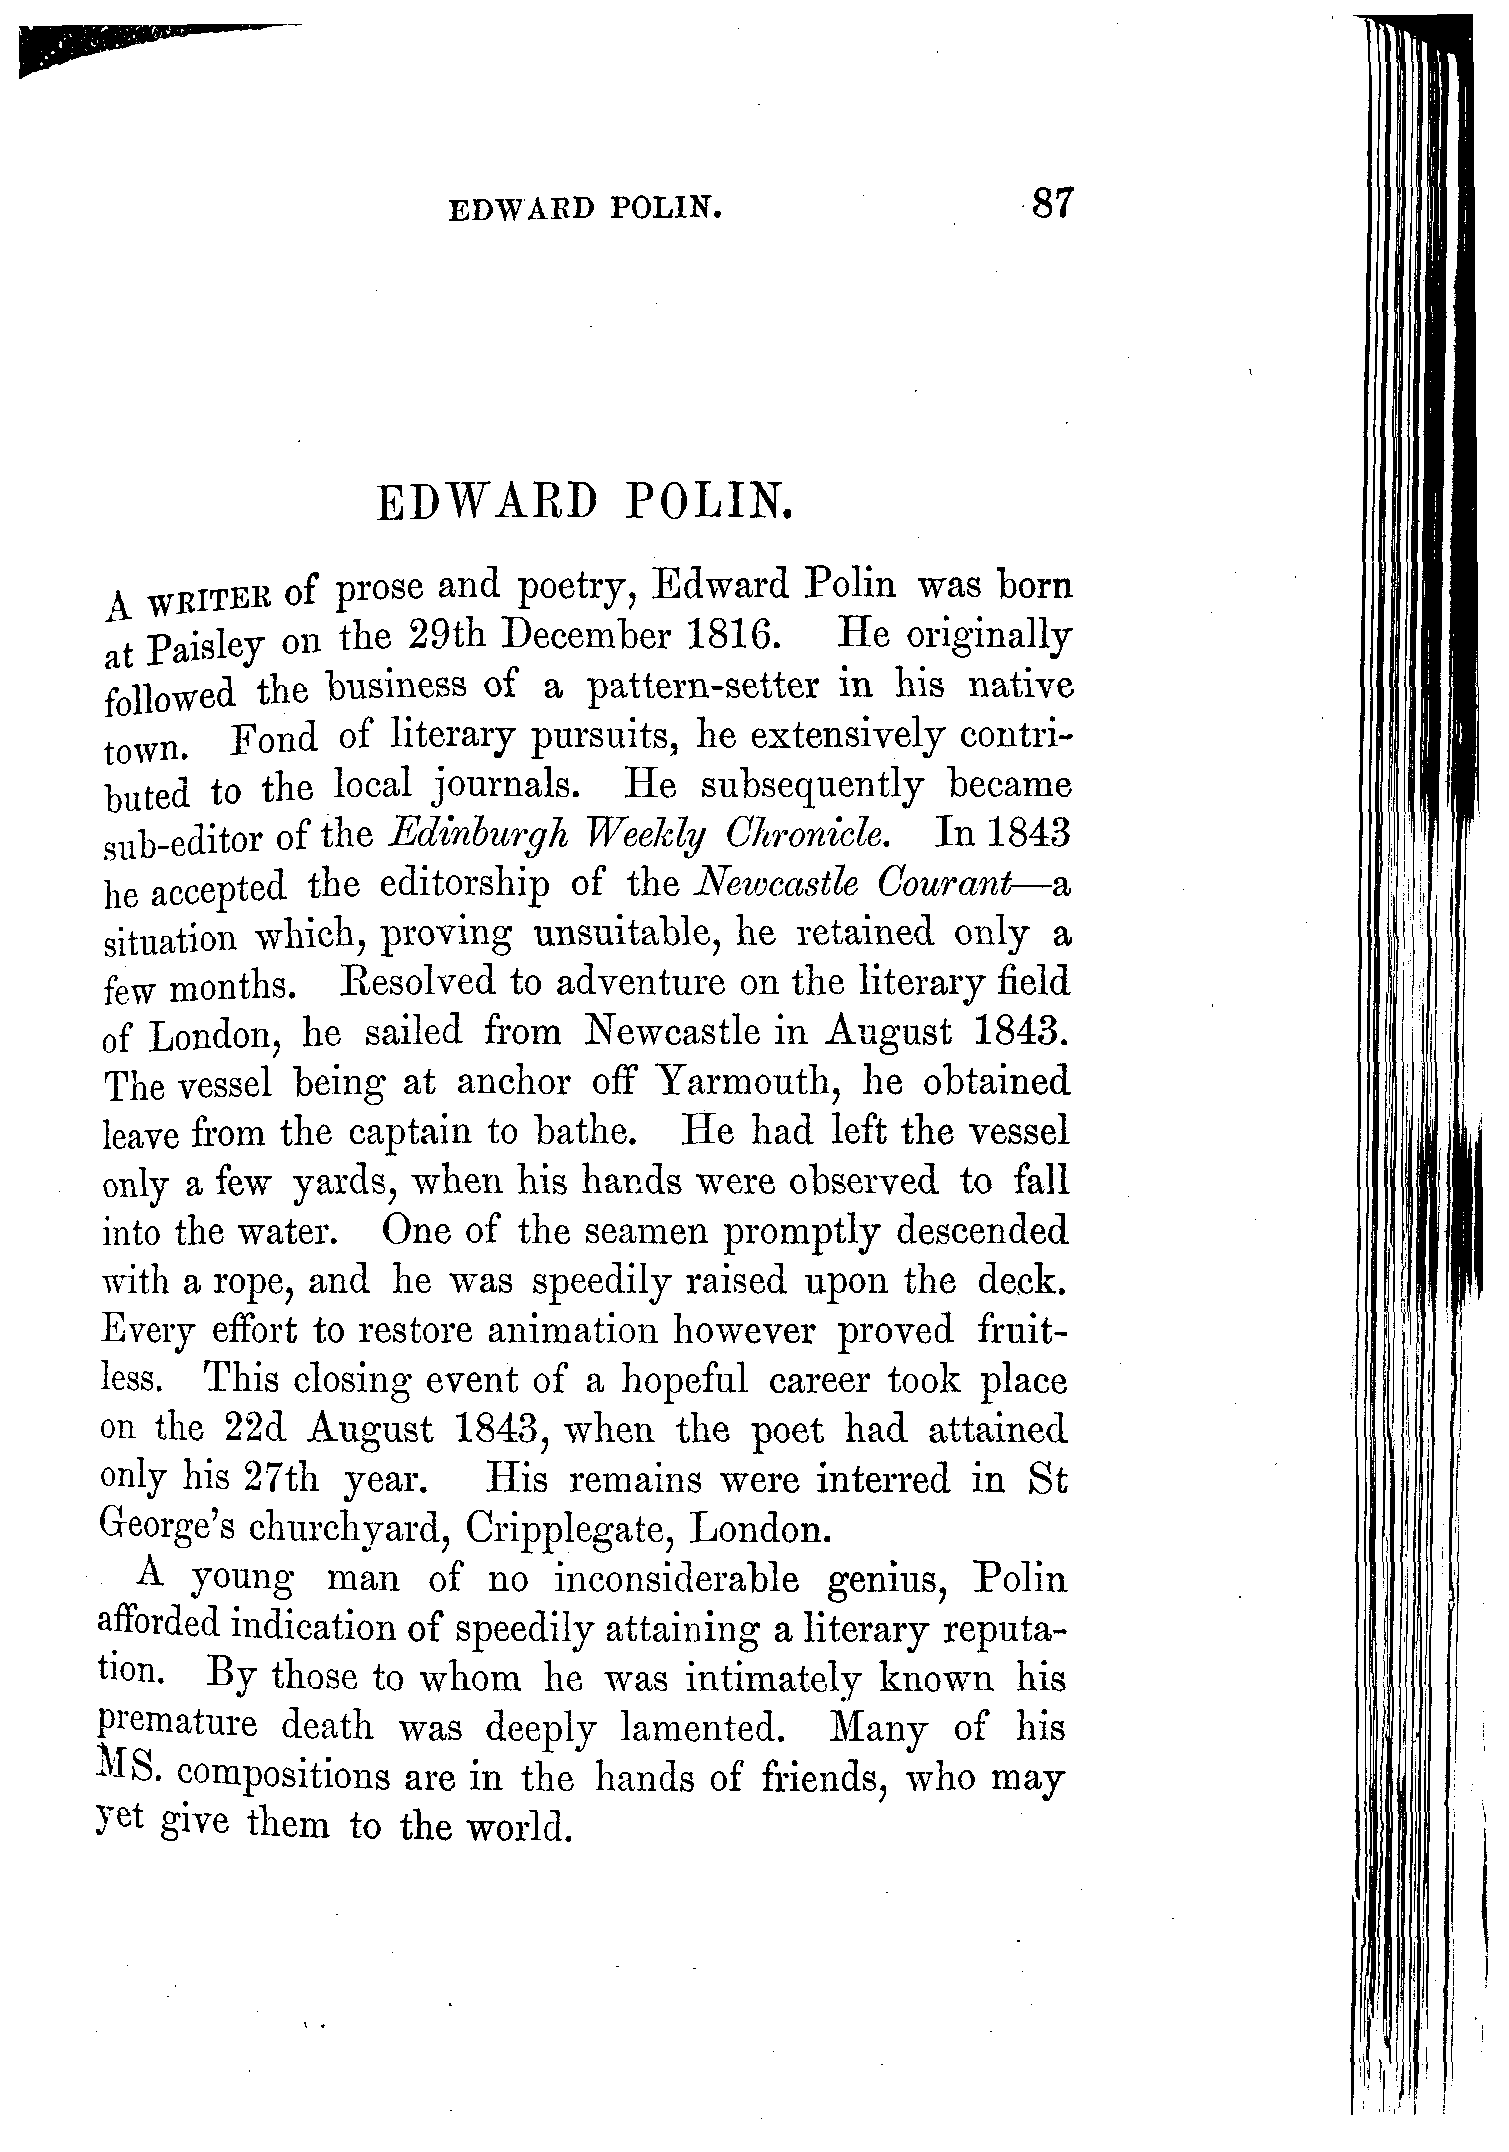 EDWARD POLIN. 87
EDWARD POLIN.
A WRITER of prose and poetry, Edward Polin was born
at Paisley on the 29th December 1816. He originally
followed the business of a pattern-setter in his native
town. Fond of literary pursuits, he extensively contri-
buted to the local journals. He subsequently became
sub-editor of the Edinburgh Weekly Chronicle. In 1843
he accepted the editorship of the Newcastle Courant—a
situation which, proving unsuitable, he retained only a
few months. Resolved to adventure on the literary field
of London, he sailed from Newcastle in August 1843.
The vessel being at anchor off Yarmouth, he obtained
leave from the captain to bathe. He had left the vessel
only a few yards, when his hands were observed to fall
into the water. One of the seamen promptly descended
with a rope, and he was speedily raised upon the deck.
Every effort to restore animation however proved fruit-
less. This closing event of a hopeful career took place
on the 22d August 1843, when the poet had attained
only his 27th year. His remains were interred in St
George's churchyard, Cripplegate, London.
A young man of no inconsiderable genius, Polin
afforded indication of speedily attaining a literary reputa-
tion. By those to whom he was intimately known his
premature death was deeply lamented. Many of his
MS. compositions are in the hands of friends, who may
yet give them to the world.